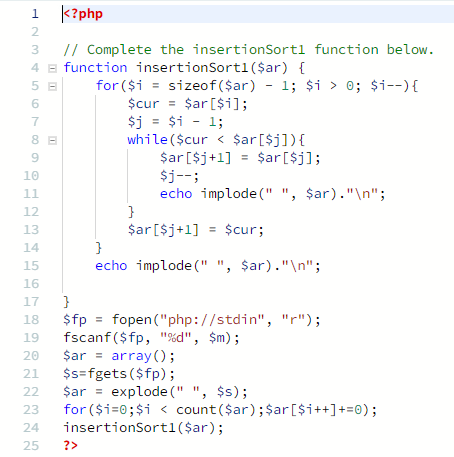 1 <?php
2
3 // Complete the insertionSort1 function below.
4 function insertionSort1($ar) {
5     for($i = sizeof($ar) - 1; $i > 0; $i--){
6         $cur = $ar[$i];
7         $j = $i - 1;
8         while($cur < $ar[$j]){
9             $ar[$j+1] = $ar[$j];
10             $j--;
11             echo implode(" ", $ar)."\n";
12         }
13         $ar[$j+1] = $cur;
14     }
15     echo implode(" ", $ar)."\n";
16
17 }
18 $fp = fopen("php://stdin", "r");
19 fscanf($fp, "%d", $m);
20 $ar = array();
21 $s=fgets($fp);
22 $ar = explode(" ", $s);
23 for($i=0;$i < count($ar);$ar[$i++]+=0);
24 insertionSort1($ar);
25 ?>